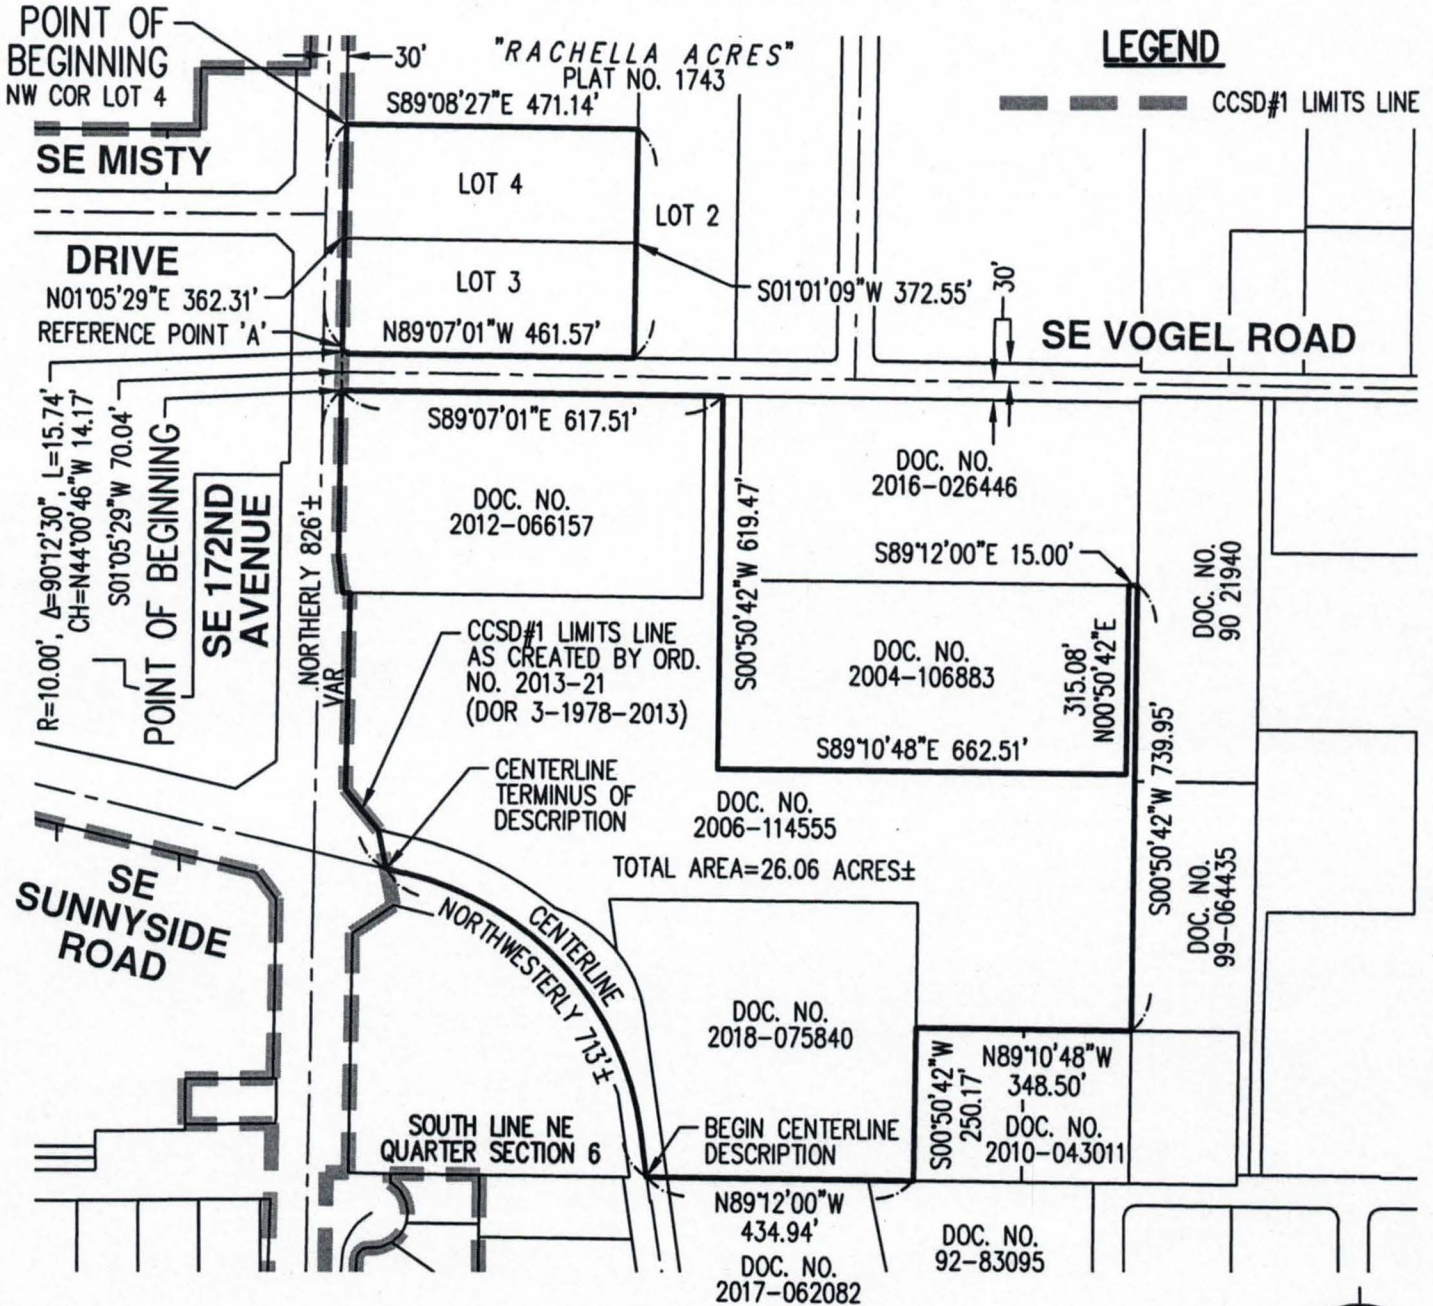 POINT OF
BEGINNING
NW COR LOT 4
30'
"RACHELLA ACRES"
PLAT NO. 1743
S89°08'27"E 471.14'
LEGEND
CCSD#1 LIMITS LINE
SE MISTY
DRIVE
LOT 4
LOT 2
LOT 3
N01°05'29"E 362.31'
REFERENCE POINT 'A'
N89°07'01"W 461.57'
S01°01'09"W 372.55'
30'
SE VOGEL ROAD
R=10.00', Δ=90°12'30", L=15.74'
CH=N44°00'46"W 14.17'
S01°05'29"W 70.04'
POINT OF BEGINNING
SE 172ND
AVENUE
NORTHERLY 826'±
VAR
S89°07'01"E 617.51'
DOC. NO.
2012-066157
S00°50'42"W 619.47'
DOC. NO.
2016-026446
S89°12'00"E 15.00'
DOC. NO.
90 21940
DOC. NO.
2004-106883
315.08'
N00°50'42"E
S89°10'48"E 662.51'
S00°50'42"W 739.95'
CCSD#1 LIMITS LINE
AS CREATED BY ORD.
NO. 2013-21
(DOR 3-1978-2013)
CENTERLINE
TERMINUS OF
DESCRIPTION
DOC. NO.
2006-114555
TOTAL AREA=26.06 ACRES±
DOC. NO.
99-064435
SE
SUNNYSIDE
ROAD
CENTERLINE
NORTHWESTERLY 713'±
DOC. NO.
2018-075840
S00°50'42"W
250.17'
N89°10'48"W
348.50'
DOC. NO.
2010-043011
SOUTH LINE NE
QUARTER SECTION 6
BEGIN CENTERLINE
DESCRIPTION
N89°12'00"W
434.94'
DOC. NO.
2017-062082
DOC. NO.
92-83095